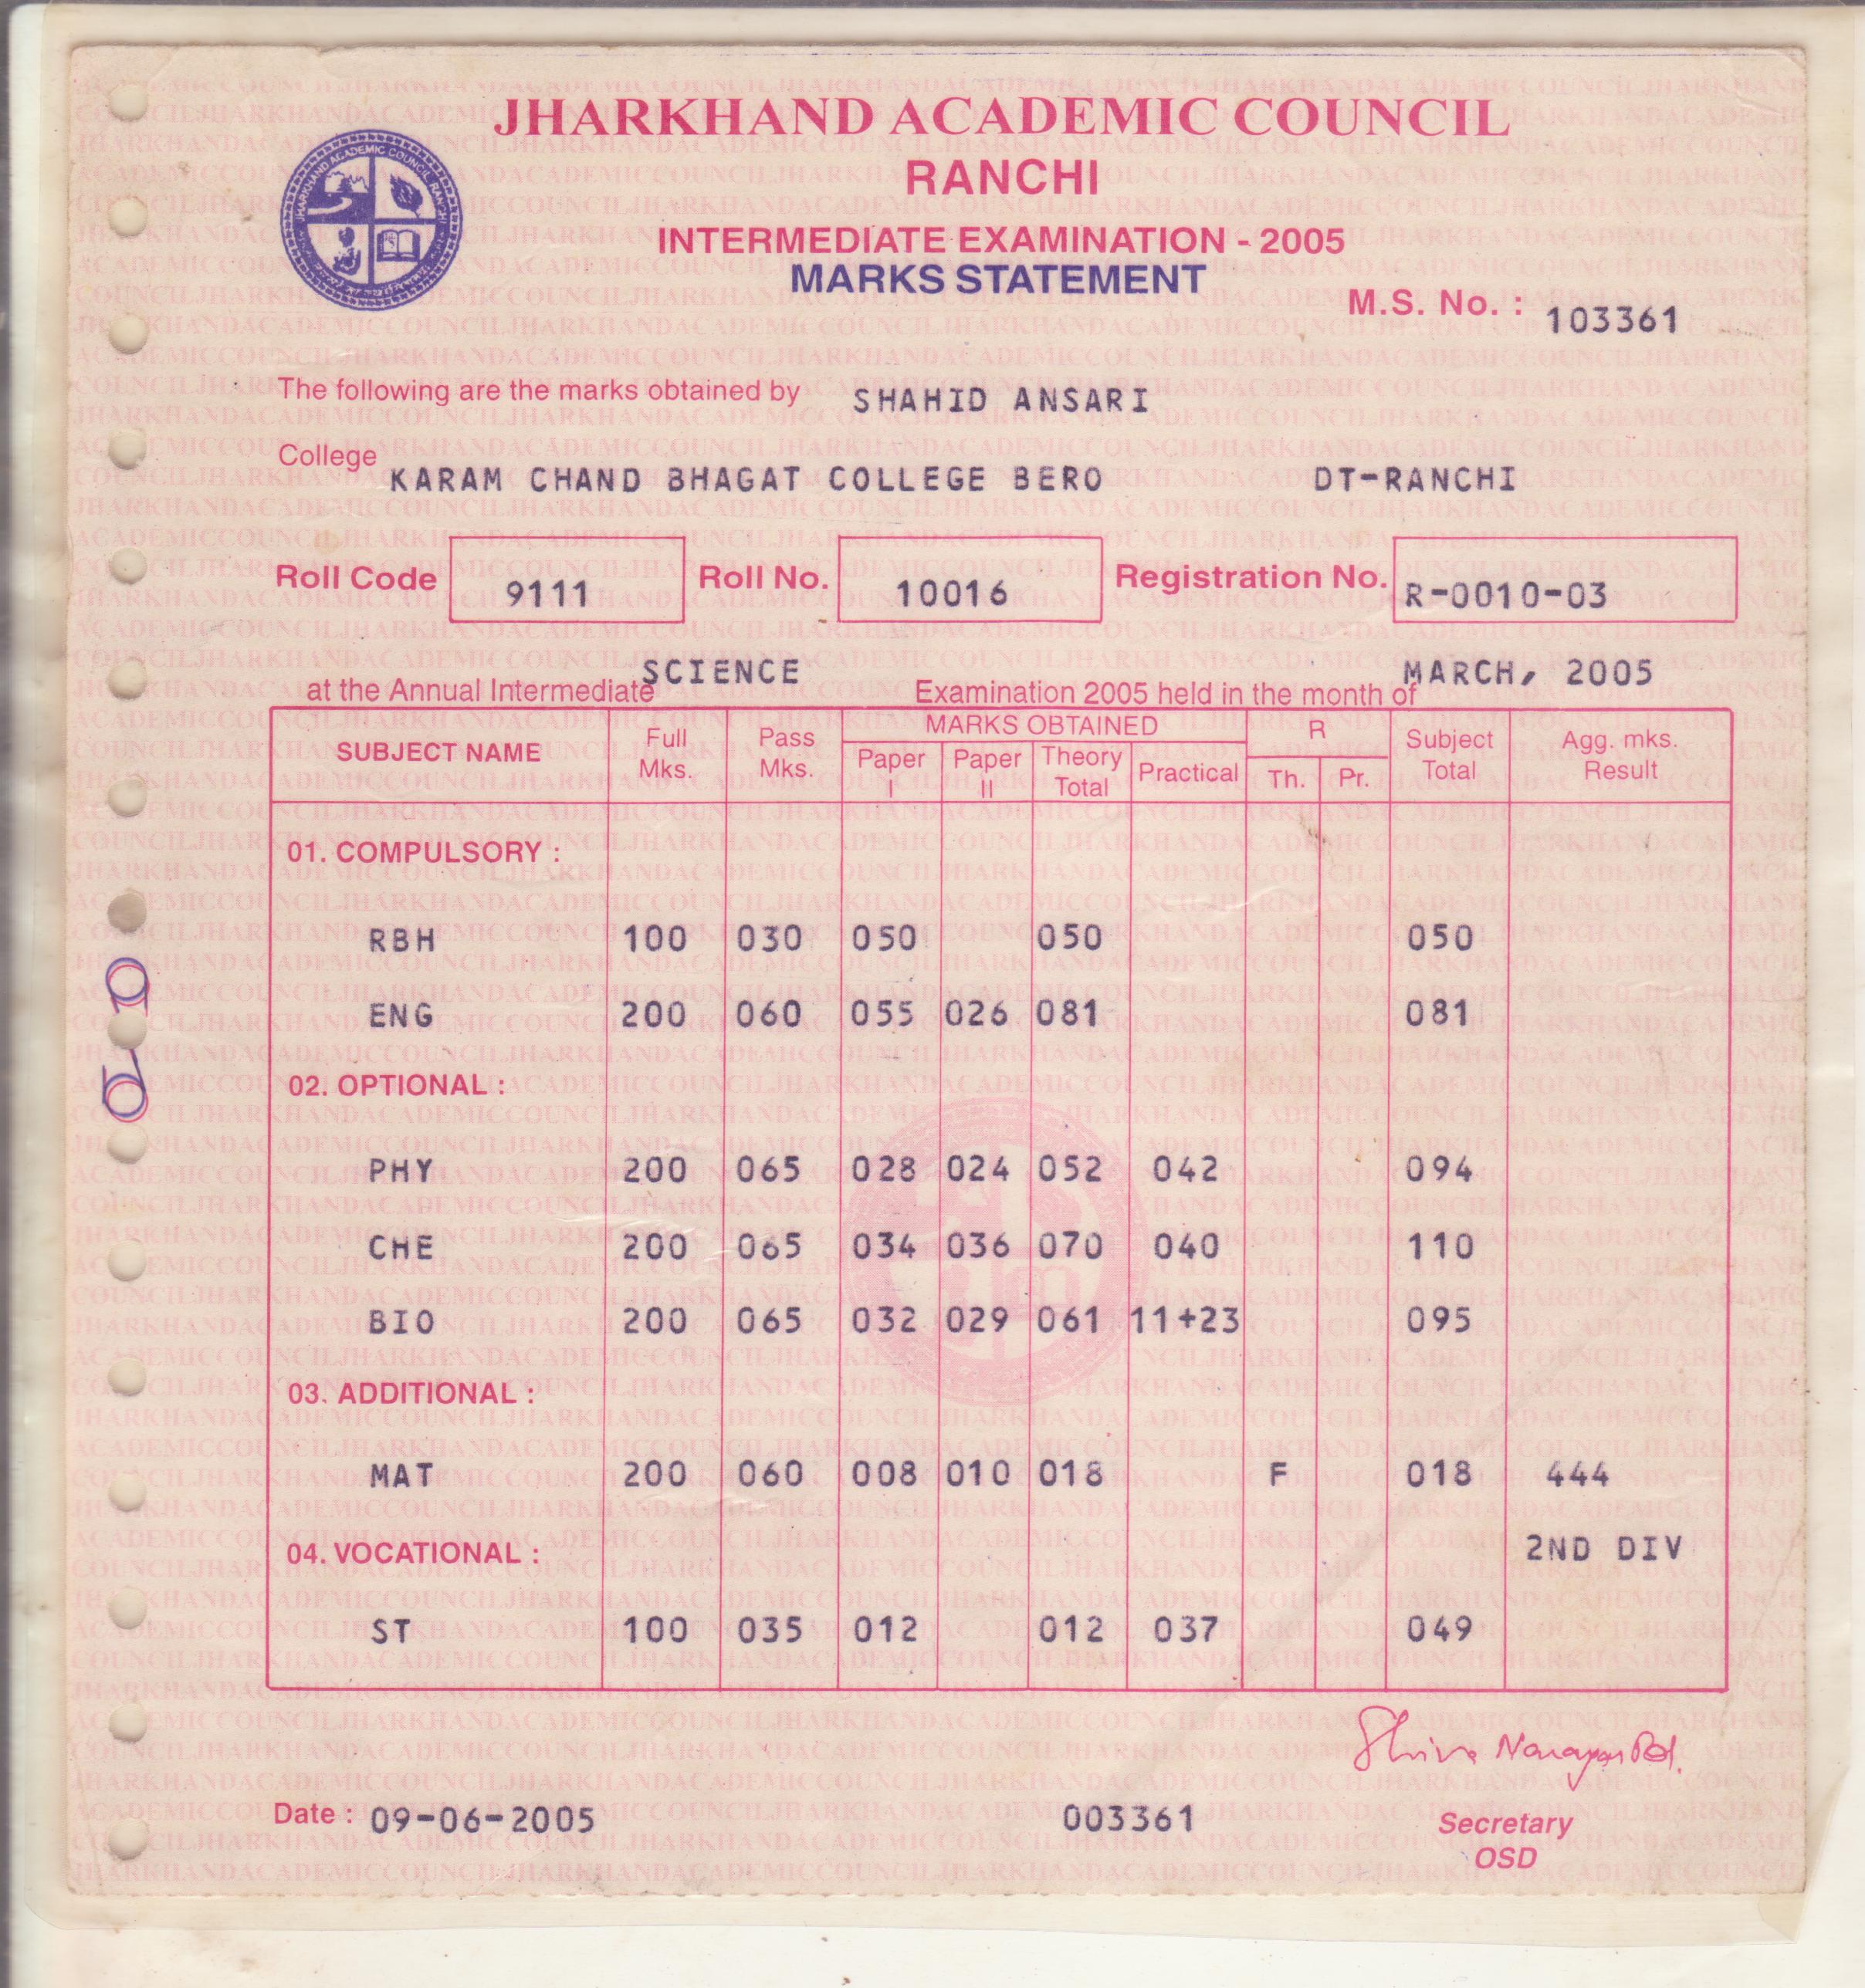 JHARKHAND ACADEMIC COUNCIL
RANCHI
INTERMEDIATE EXAMINATION - 2005
MARKS STATEMENT
M.S. No. : 103361
The following are the marks obtained by SHAHID ANSARI
College KARAM CHAND BHAGAT COLLEGE BERO DT-RANCHI
Roll Code 9111 Roll No. 10016 Registration No. R-0010-03
at the Annual Intermediate SCIENCE Examination 2005 held in the month of MARCH, 2005
SUBJECT NAME Full Mks. Pass Mks. MARKS OBTAINED R Subject Total Agg. mks. Result
Paper I Paper II Theory Total Practical Th. Pr.
01. COMPULSORY :
RBH 100 030 050 050 050
ENG 200 060 055 026 081 081
02. OPTIONAL :
PHY 200 065 028 024 052 042 094
CHE 200 065 034 036 070 040 110
BIO 200 065 032 029 061 11+23 095
03. ADDITIONAL :
MAT 200 060 008 010 018 F 018 444
04. VOCATIONAL : 2ND DIV
ST 100 035 012 012 037 049
Date : 09-06-2005 003361 Secretary
OSD